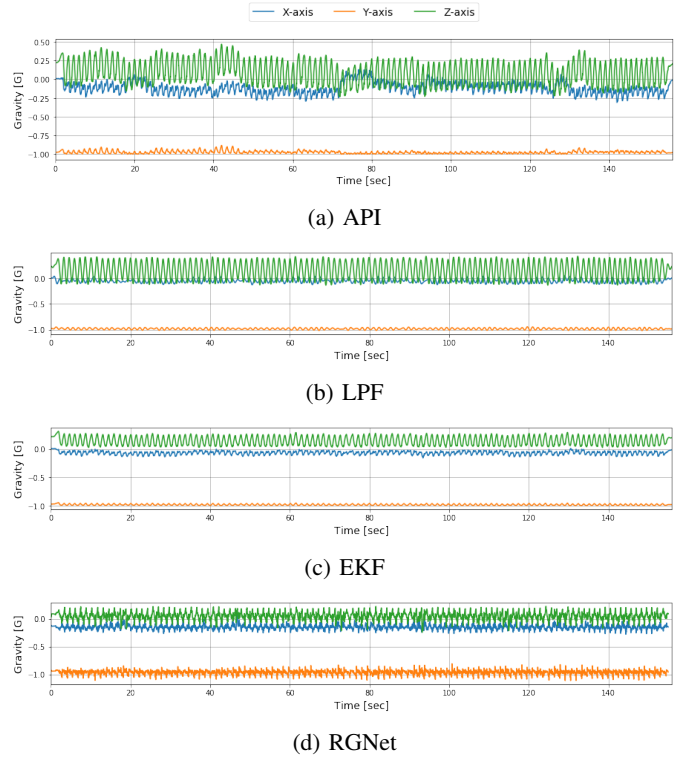 X-axis Y-axis Z-axis
0.50
0.25
0.00
−0.25
−0.50
−0.75
−1.00
Gravity [G]
0 20 40 60 80 100 120 140
Time [sec]
(a) API
0.0
−0.5
−1.0
Gravity [G]
0 20 40 60 80 100 120 140
Time [sec]
(b) LPF
0.0
−0.5
−1.0
Gravity [G]
0 20 40 60 80 100 120 140
Time [sec]
(c) EKF
0.0
−0.5
−1.0
Gravity [G]
0 20 40 60 80 100 120 140
Time [sec]
(d) RGNet